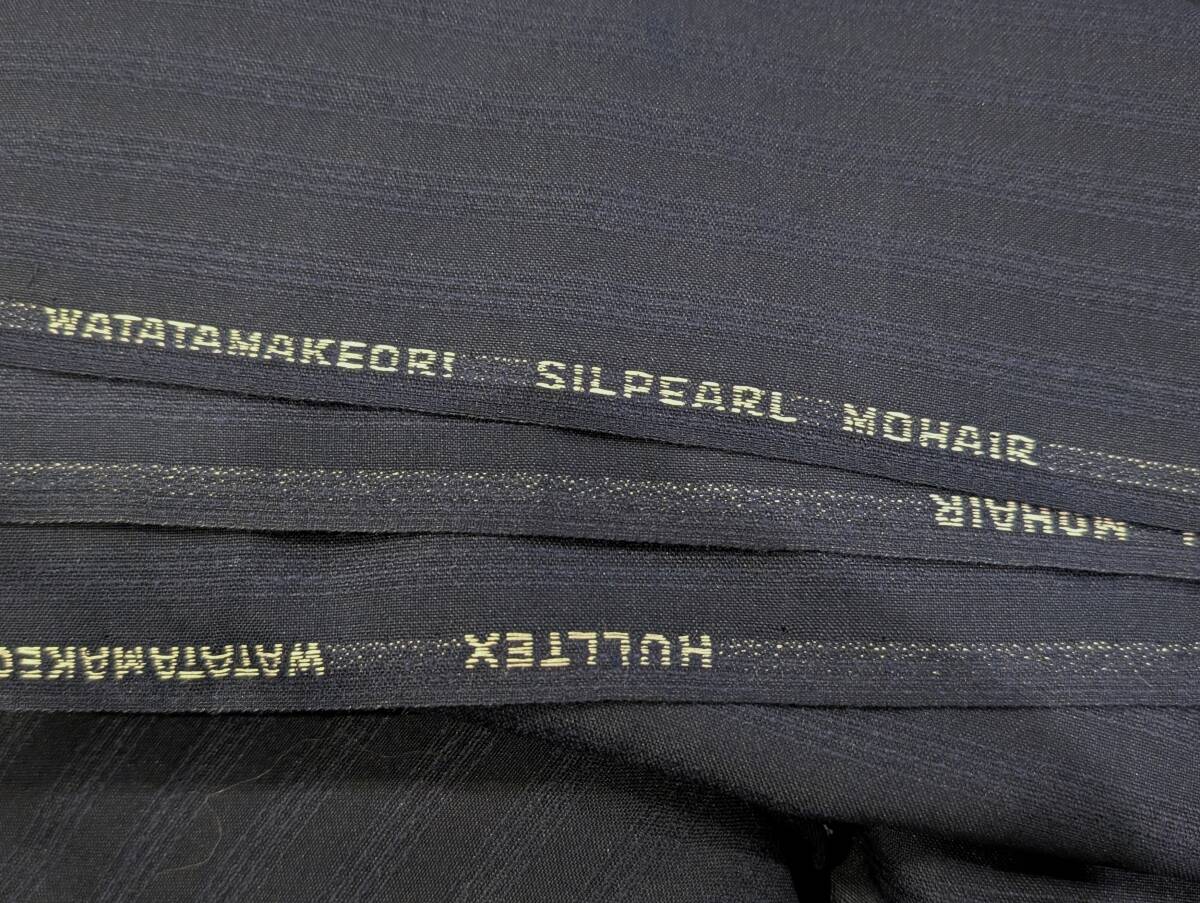 WATATAMAKEORI SILPEARL MOHAIR
MOHAIR
WATATAMAKEO HULLTEX